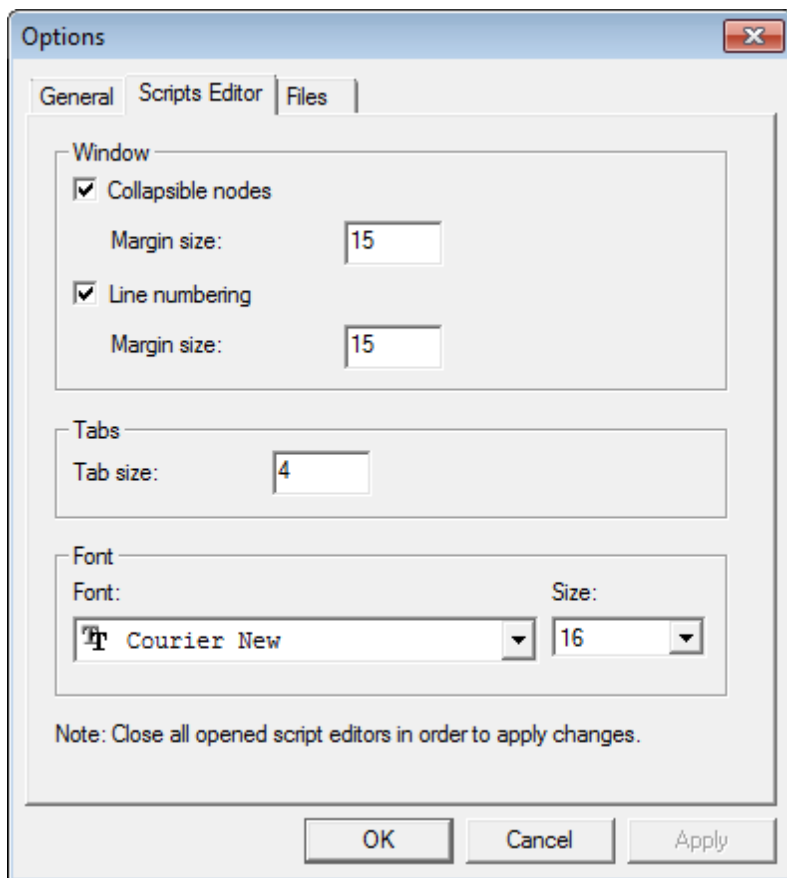 Options
General Scripts Editor Files
Window
Collapsible nodes
Margin size: 15
Line numbering
Margin size: 15
Tabs
Tab size: 4
Font
Font: Size:
Courier New 16
Note: Close all opened script editors in order to apply changes.
OK Cancel Apply